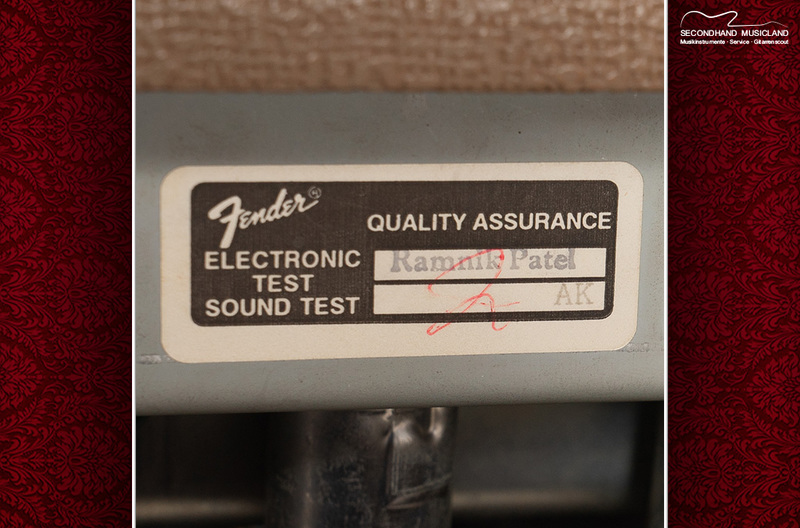 SECONDHAND MUSICLAND
Musikinstrumente · Service · Gitarrenscout
Fender®
QUALITY ASSURANCE
ELECTRONIC TEST
Ramnik Patel
SOUND TEST
AK